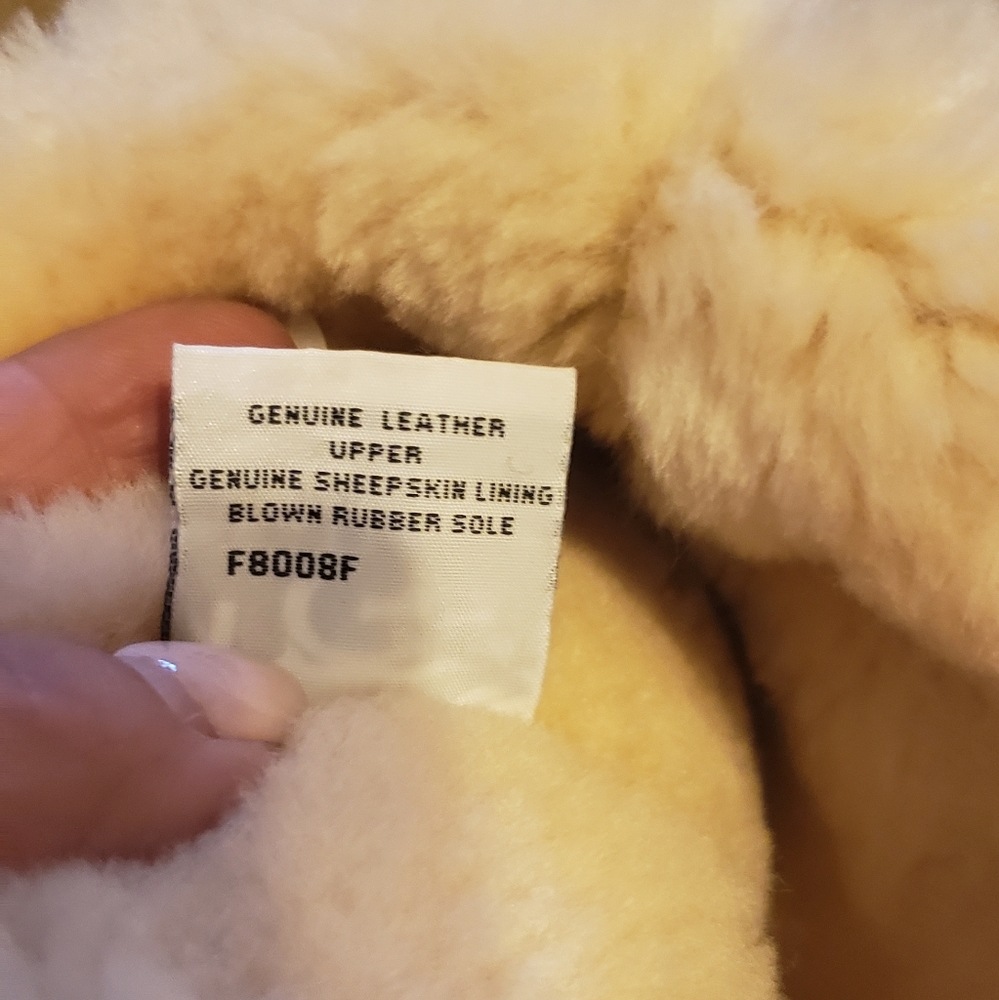 GENUINE LEATHER
UPPER
GENUINE SHEEPSKIN LINING
BLOWN RUBBER SOLE
F8008F